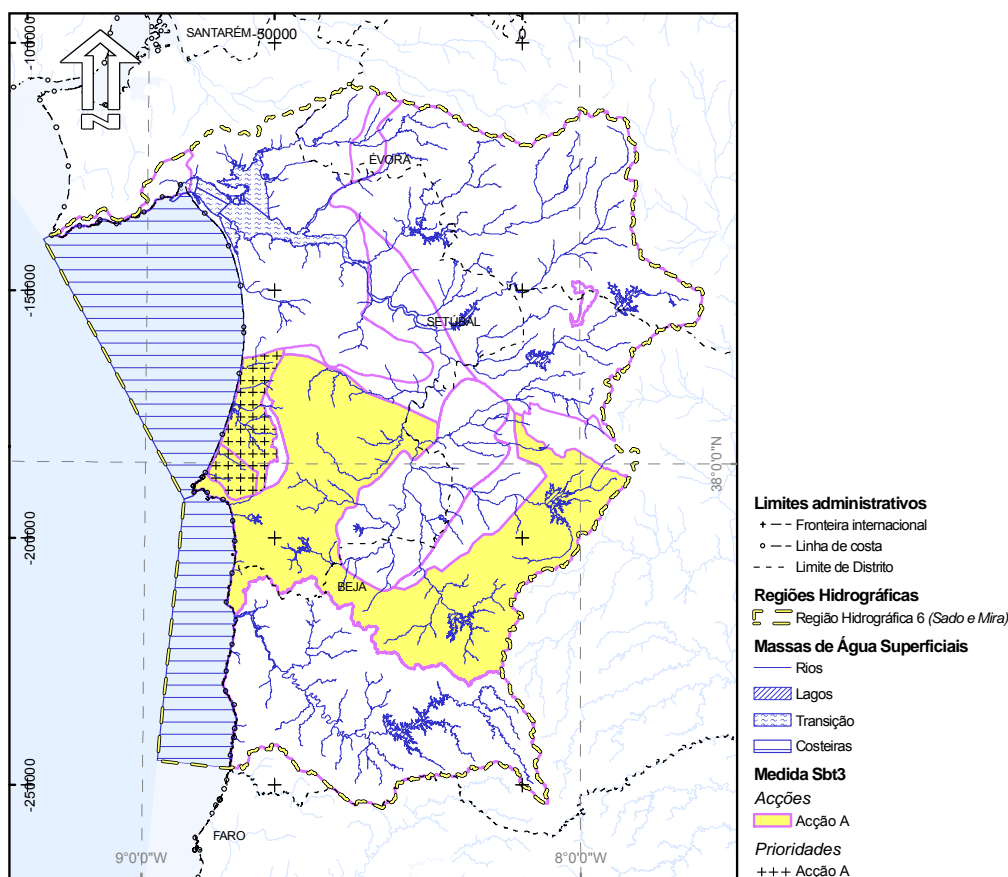 SANTARÉM
-50000
0
-100000
N
ÉVORA
-150000
SETÚBAL
38°0'0"N
-200000
BEJA
-250000
FARO
9°0'0"W
8°0'0"W
Limites administrativos
Fronteira internacional
Linha de costa
Limite de Distrito
Regiões Hidrográficas
Região Hidrográfica 6 (Sado e Mira)
Massas de Água Superficiais
Rios
Lagos
Transição
Costeiras
Medida Sbt3
Acções
Acção A
Prioridades
Acção A